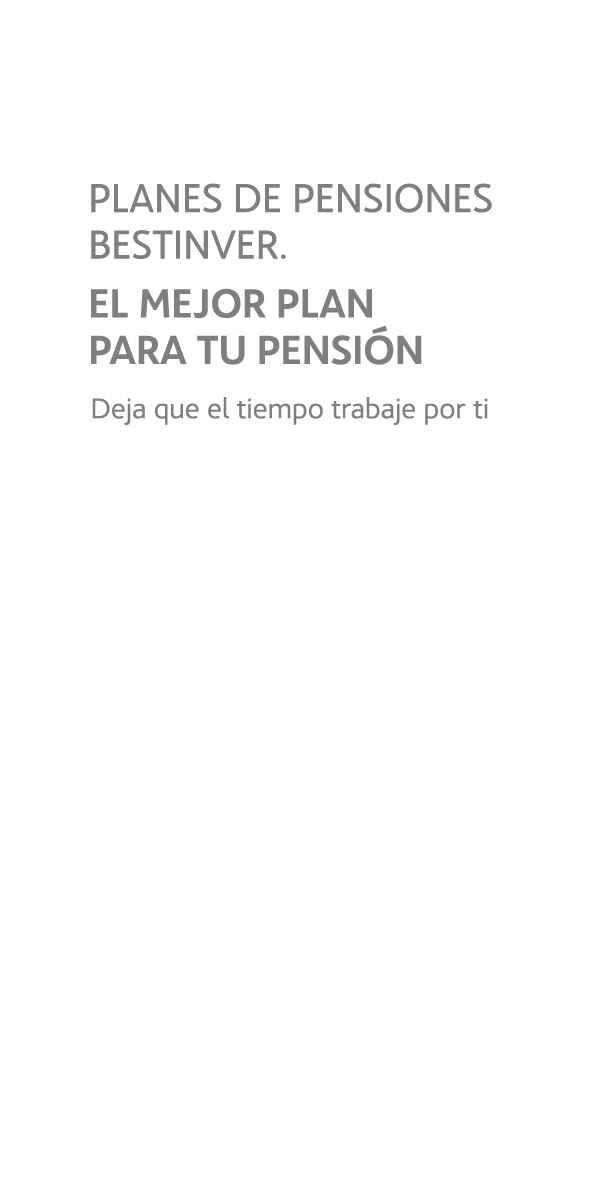 PLANES DE PENSIONES
BESTINVER.
EL MEJOR PLAN
PARA TU PENSIÓN
Deja que el tiempo trabaje por ti